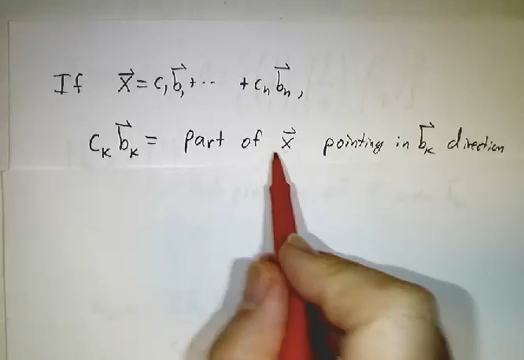 If x⃗ = c₁b⃗₁ + ⋯ + cₙb⃗ₙ,
cₖb⃗ₖ = part of x⃗ pointing in b⃗ₖ direction